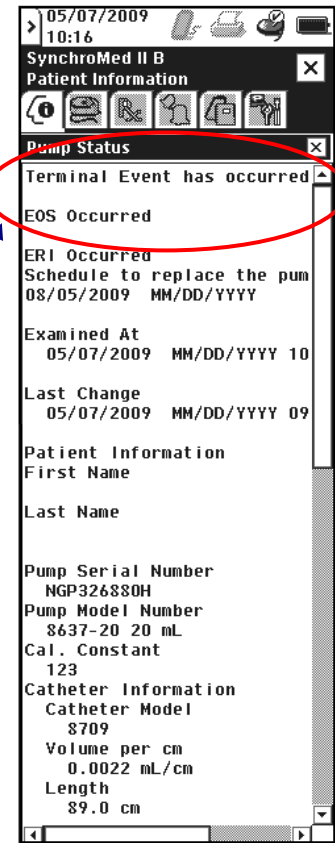 05/07/2009
10:16
SynchroMed II B
Patient Information
Pump Status
Terminal Event has occurred
EOS Occurred
ERI Occurred
Schedule to replace the pum
08/05/2009 MM/DD/YYYY
Examined At
05/07/2009 MM/DD/YYYY 10
Last Change
05/07/2009 MM/DD/YYYY 09
Patient Information
First Name
Last Name
Pump Serial Number
NGP326880H
Pump Model Number
8637-20 20 mL
Cal. Constant
123
Catheter Information
Catheter Model
8709
Volume per cm
0.0022 mL/cm
Length
89.0 cm